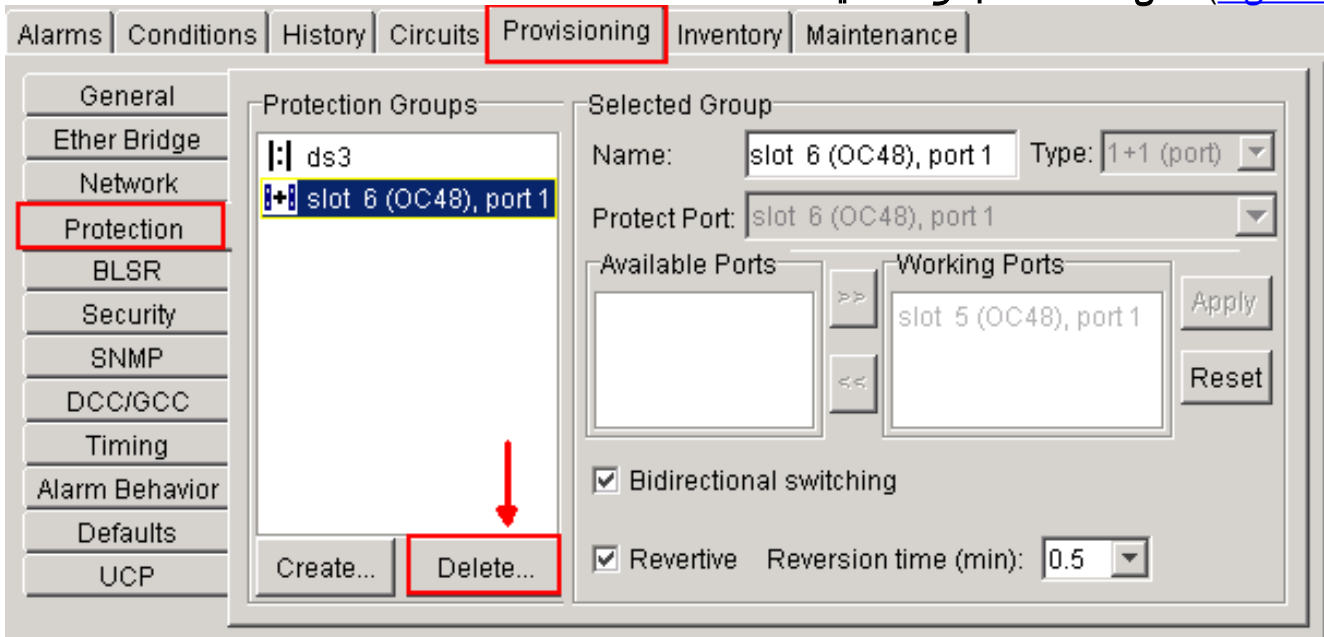 Alarms Conditions History Circuits Provisioning Inventory Maintenance
General
Ether Bridge
Network
Protection
BLSR
Security
SNMP
DCC/GCC
Timing
Alarm Behavior
Defaults
UCP
Protection Groups
ds3
slot 6 (OC48), port 1
Create... Delete...
Selected Group
Name: slot 6 (OC48), port 1 Type: 1+1 (port)
Protect Port: slot 6 (OC48), port 1
Available Ports
>>
<<
Working Ports
slot 5 (OC48), port 1
Apply
Reset
Bidirectional switching
Revertive Reversion time (min): 0.5